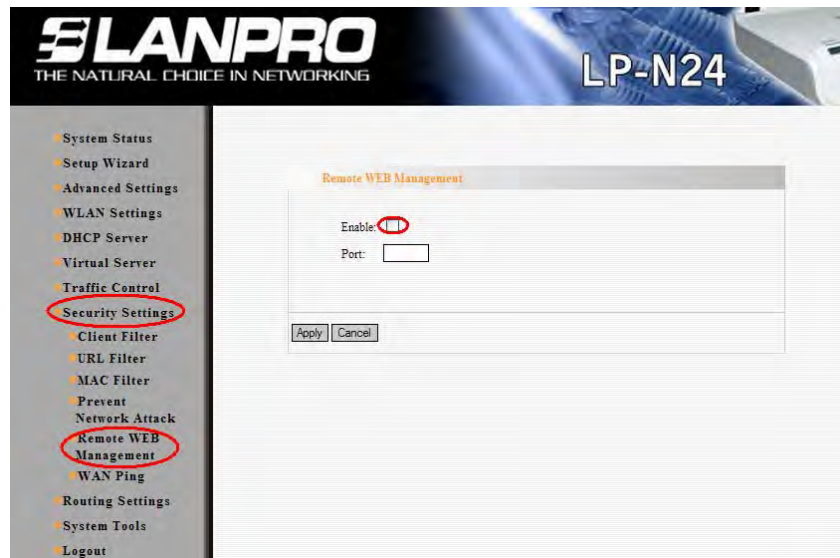 LANPRO
THE NATURAL CHOICE IN NETWORKING
LP-N24
System Status
Setup Wizard
Advanced Settings
WLAN Settings
DHCP Server
Virtual Server
Traffic Control
Security Settings
Client Filter
URL Filter
MAC Filter
Prevent
Network Attack
Remote WEB
Management
WAN Ping
Routing Settings
System Tools
Logout
Remote WEB Management
Enable:
Port:
Apply Cancel